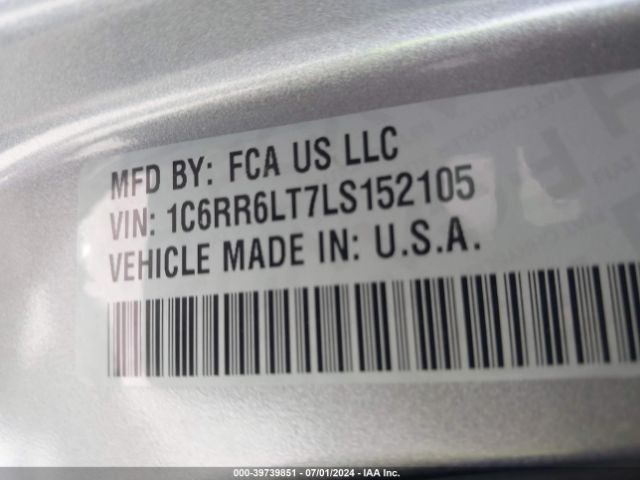 MFD BY: FCA US LLC
VIN: 1C6RR6LT7LS152105
VEHICLE MADE IN: U.S.A.
000-39739851 - 07/01/2024 - IAA Inc.